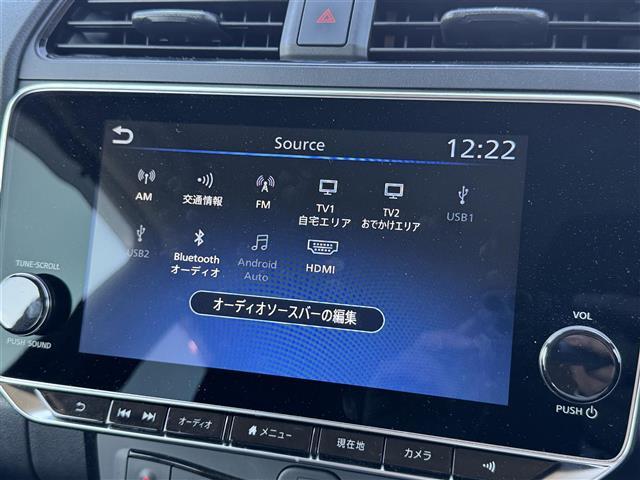 Source
12:22
AM
交通情報
FM
TV1
自宅エリア
TV2
おでかけエリア
USB1
USB2
Bluetooth
オーディオ
Android
Auto
HDMI
オーディオソースバーの編集
TUNE·SCROLL
PUSH SOUND
VOL
PUSH
オーディオ
メニュー
現在地
カメラ